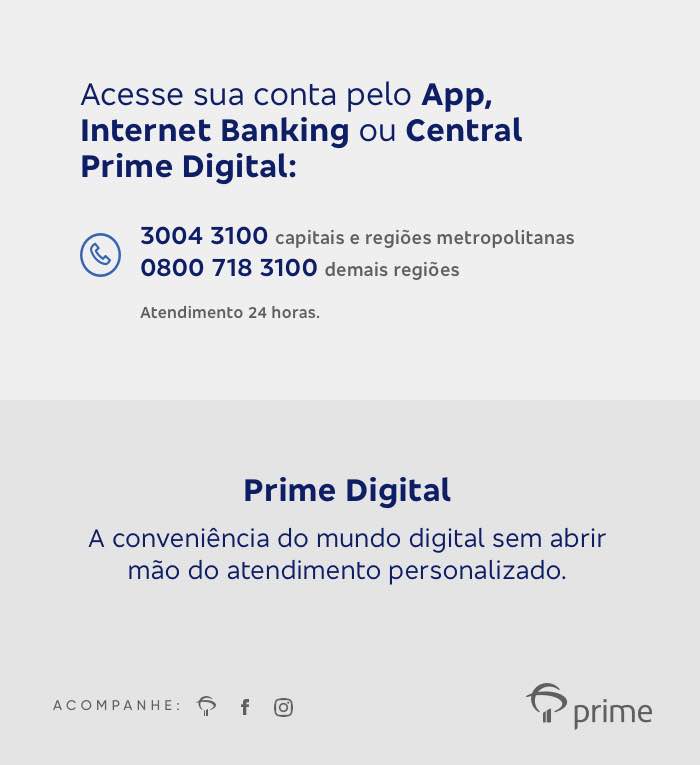 Acesse sua conta pelo App,
Internet Banking ou Central
Prime Digital:
3004 3100 capitais e regiões metropolitanas
0800 718 3100 demais regiões
Atendimento 24 horas.
Prime Digital
A conveniência do mundo digital sem abrir
mão do atendimento personalizado.
ACOMPANHE:
prime